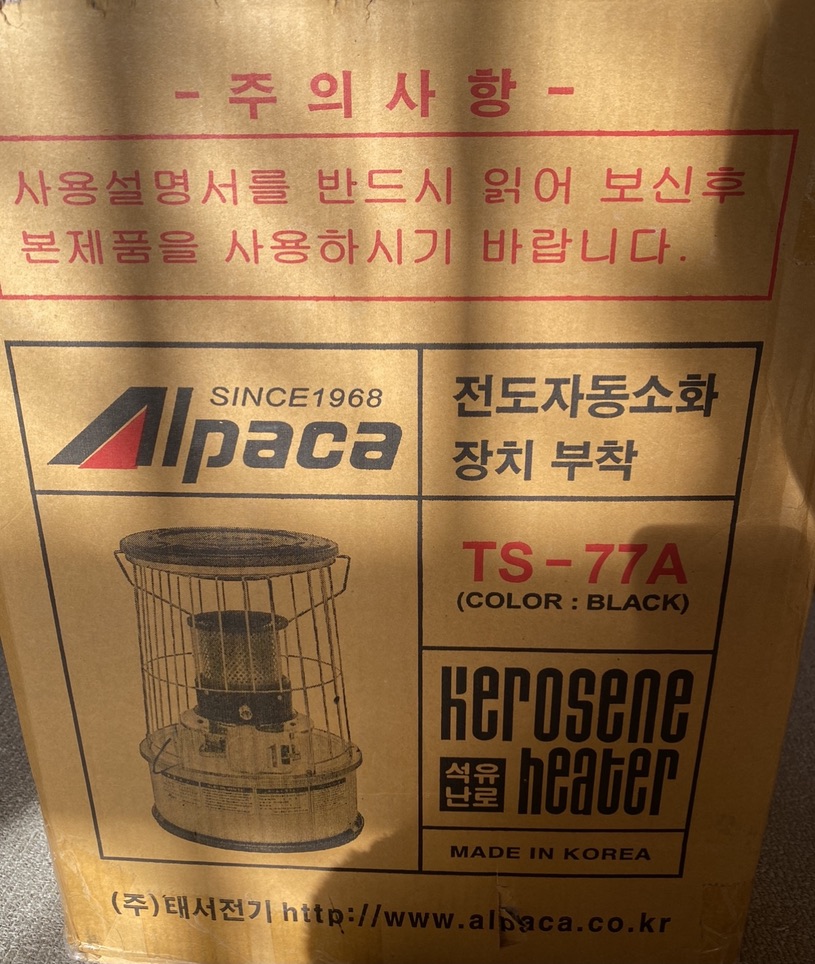 - 주의사항 -
사용설명서를 반드시 읽어 보신후
본제품을 사용하시기 바랍니다.
SINCE1968
Alpaca
전도자동소화
장치 부착
TS-77A
(COLOR : BLACK)
Kerosene
석유
난로
heater
MADE IN KOREA
(주)태서전기 http://www.alpaca.co.kr